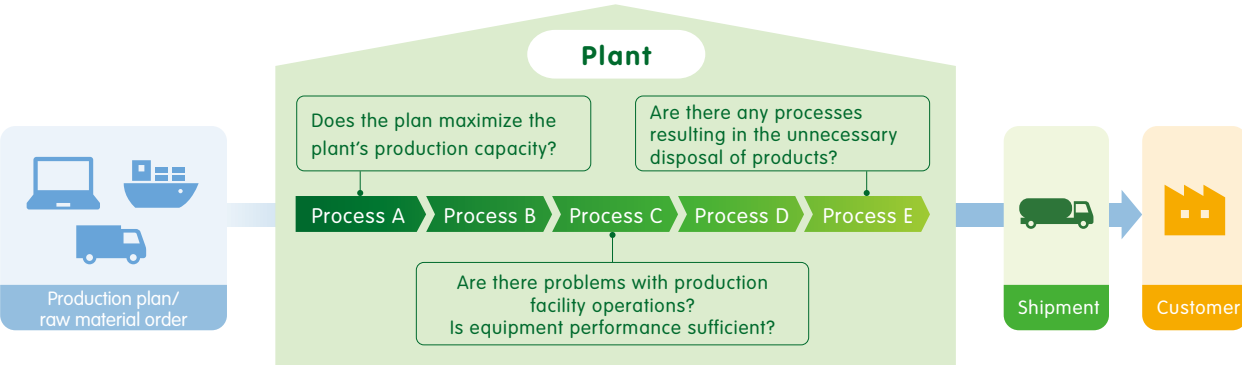 Plant
Does the plan maximize the
plant's production capacity?
Are there any processes
resulting in the unnecessary
disposal of products?
Process A
Process B
Process C
Process D
Process E
Are there problems with production
facility operations?
Is equipment performance sufficient?
Production plan/
raw material order
Shipment
Customer